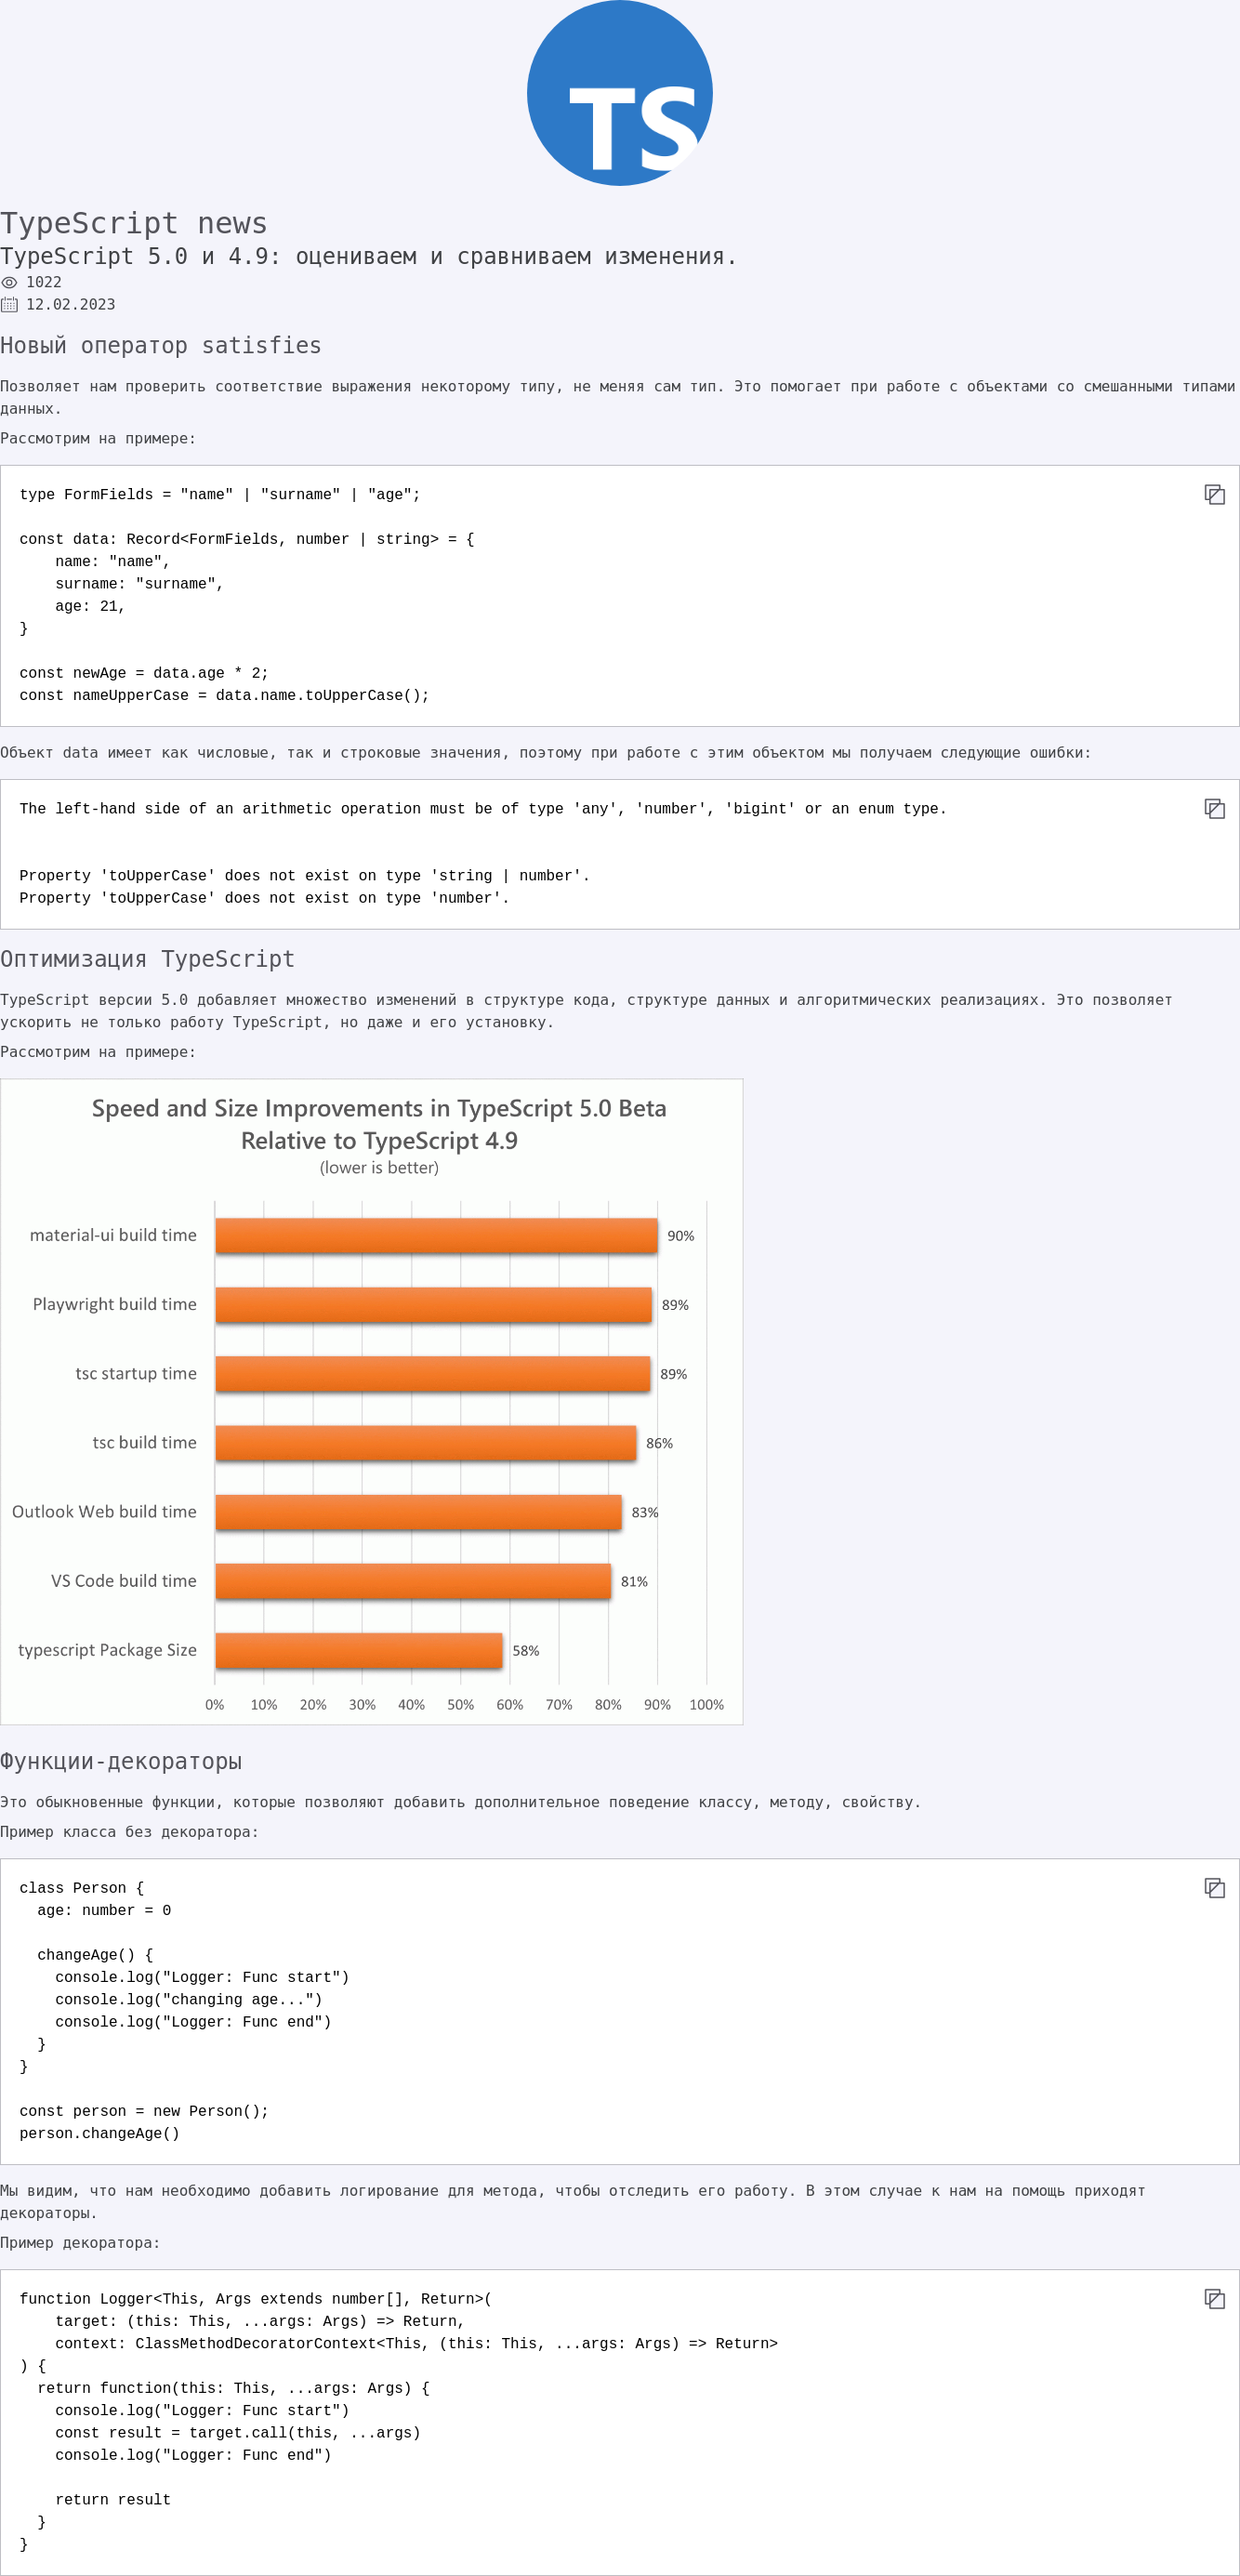 TS
TypeScript news
TypeScript 5.0 и 4.9: оцениваем и сравниваем изменения.
1022
12.02.2023
Новый оператор satisfies
Позволяет нам проверить соответствие выражения некоторому типу, не меняя сам тип. Это помогает при работе с объектами со смешанными типами
данных.
Рассмотрим на примере:
type FormFields = "name" | "surname" | "age";
const data: Record<FormFields, number | string> = {
    name: "name",
    surname: "surname",
    age: 21,
}
const newAge = data.age * 2;
const nameUpperCase = data.name.toUpperCase();
Объект data имеет как числовые, так и строковые значения, поэтому при работе с этим объектом мы получаем следующие ошибки:
The left-hand side of an arithmetic operation must be of type 'any', 'number', 'bigint' or an enum type.
Property 'toUpperCase' does not exist on type 'string | number'.
Property 'toUpperCase' does not exist on type 'number'.
Оптимизация TypeScript
TypeScript версии 5.0 добавляет множество изменений в структуре кода, структуре данных и алгоритмических реализациях. Это позволяет
ускорить не только работу TypeScript, но даже и его установку.
Рассмотрим на примере:
Speed and Size Improvements in TypeScript 5.0 Beta
Relative to TypeScript 4.9
(lower is better)
material-ui build time 90%
Playwright build time 89%
tsc startup time 89%
tsc build time 86%
Outlook Web build time 83%
VS Code build time 81%
typescript Package Size 58%
0% 10% 20% 30% 40% 50% 60% 70% 80% 90% 100%
Функции-декораторы
Это обыкновенные функции, которые позволяют добавить дополнительное поведение классу, методу, свойству.
Пример класса без декоратора:
class Person {
  age: number = 0
  changeAge() {
    console.log("Logger: Func start")
    console.log("changing age...")
    console.log("Logger: Func end")
  }
}
const person = new Person();
person.changeAge()
Мы видим, что нам необходимо добавить логирование для метода, чтобы отследить его работу. В этом случае к нам на помощь приходят
декораторы.
Пример декоратора:
function Logger<This, Args extends number[], Return>(
    target: (this: This, ...args: Args) => Return,
    context: ClassMethodDecoratorContext<This, (this: This, ...args: Args) => Return>
) {
  return function(this: This, ...args: Args) {
    console.log("Logger: Func start")
    const result = target.call(this, ...args)
    console.log("Logger: Func end")
    return result
  }
}